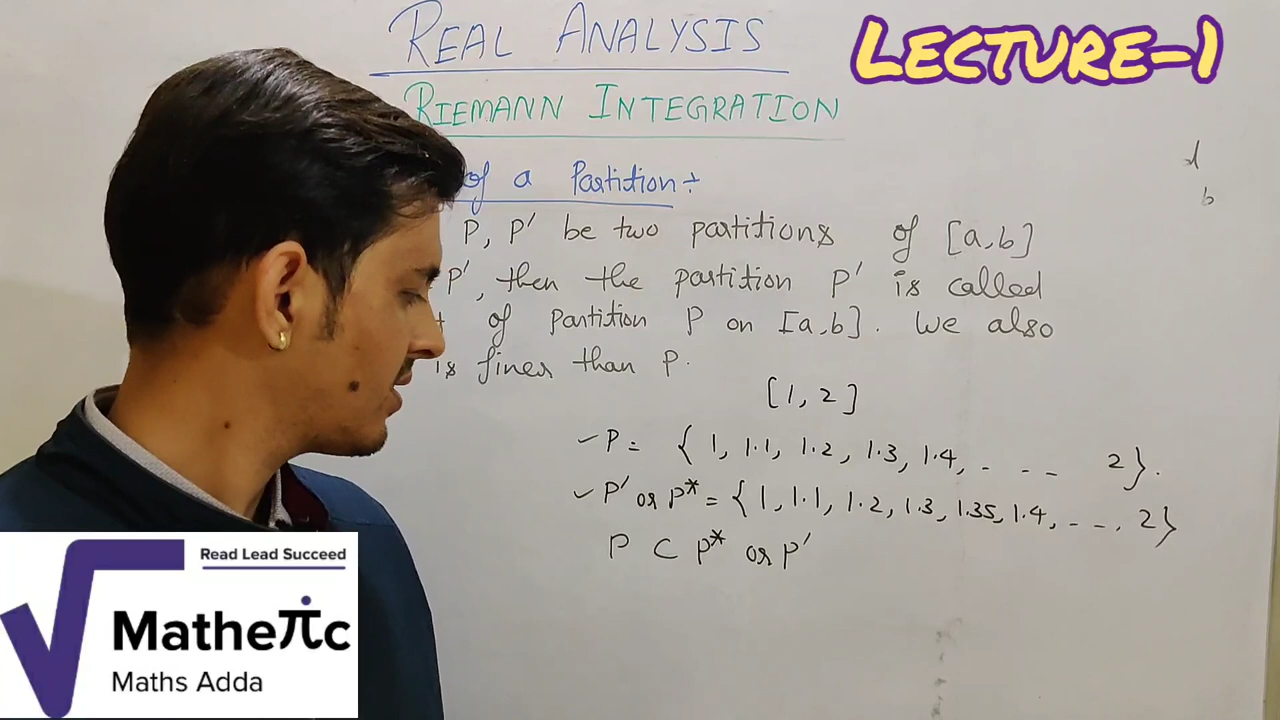 REAL ANALYSIS
LECTURE-1
RIEMANN INTEGRATION
of a Partition÷
P, P' be two partitions of [a,b]
P', then the partition P' is called
of partition P on [a,b]. We also
is finer than P.
[1, 2]
✓P = { 1, 1.1, 1.2, 1.3, 1.4, - - - 2}.
✓P' or P* = { 1, 1.1, 1.2, 1.3, 1.35, 1.4, - - -, 2}
P ⊂ P* or P'
b
Read Lead Succeed
Matheπc
Maths Adda